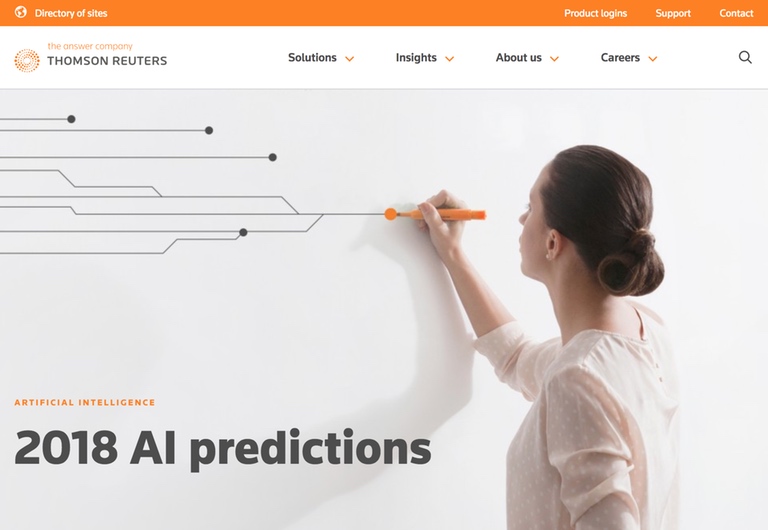 Directory of sites
Product logins Support Contact
the answer company
THOMSON REUTERS
Solutions Insights About us Careers
ARTIFICIAL INTELLIGENCE
2018 AI predictions